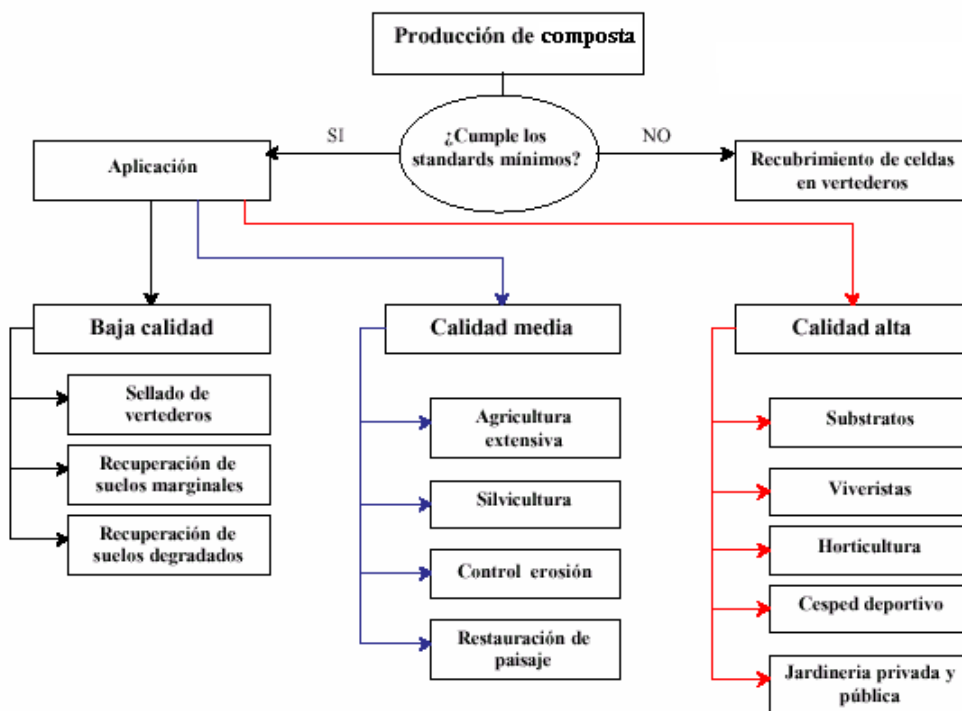 Producción de composta
SI
¿Cumple los
standards mínimos?
NO
Aplicación
Recubrimiento de celdas
en vertederos
Baja calidad
Sellado de
vertederos
Recuperación de
suelos marginales
Recuperación de
suelos degradados
Calidad media
Agricultura
extensiva
Silvicultura
Control erosión
Restauración de
paisaje
Calidad alta
Substratos
Viveristas
Horticultura
Cesped deportivo
Jardineria privada y
pública